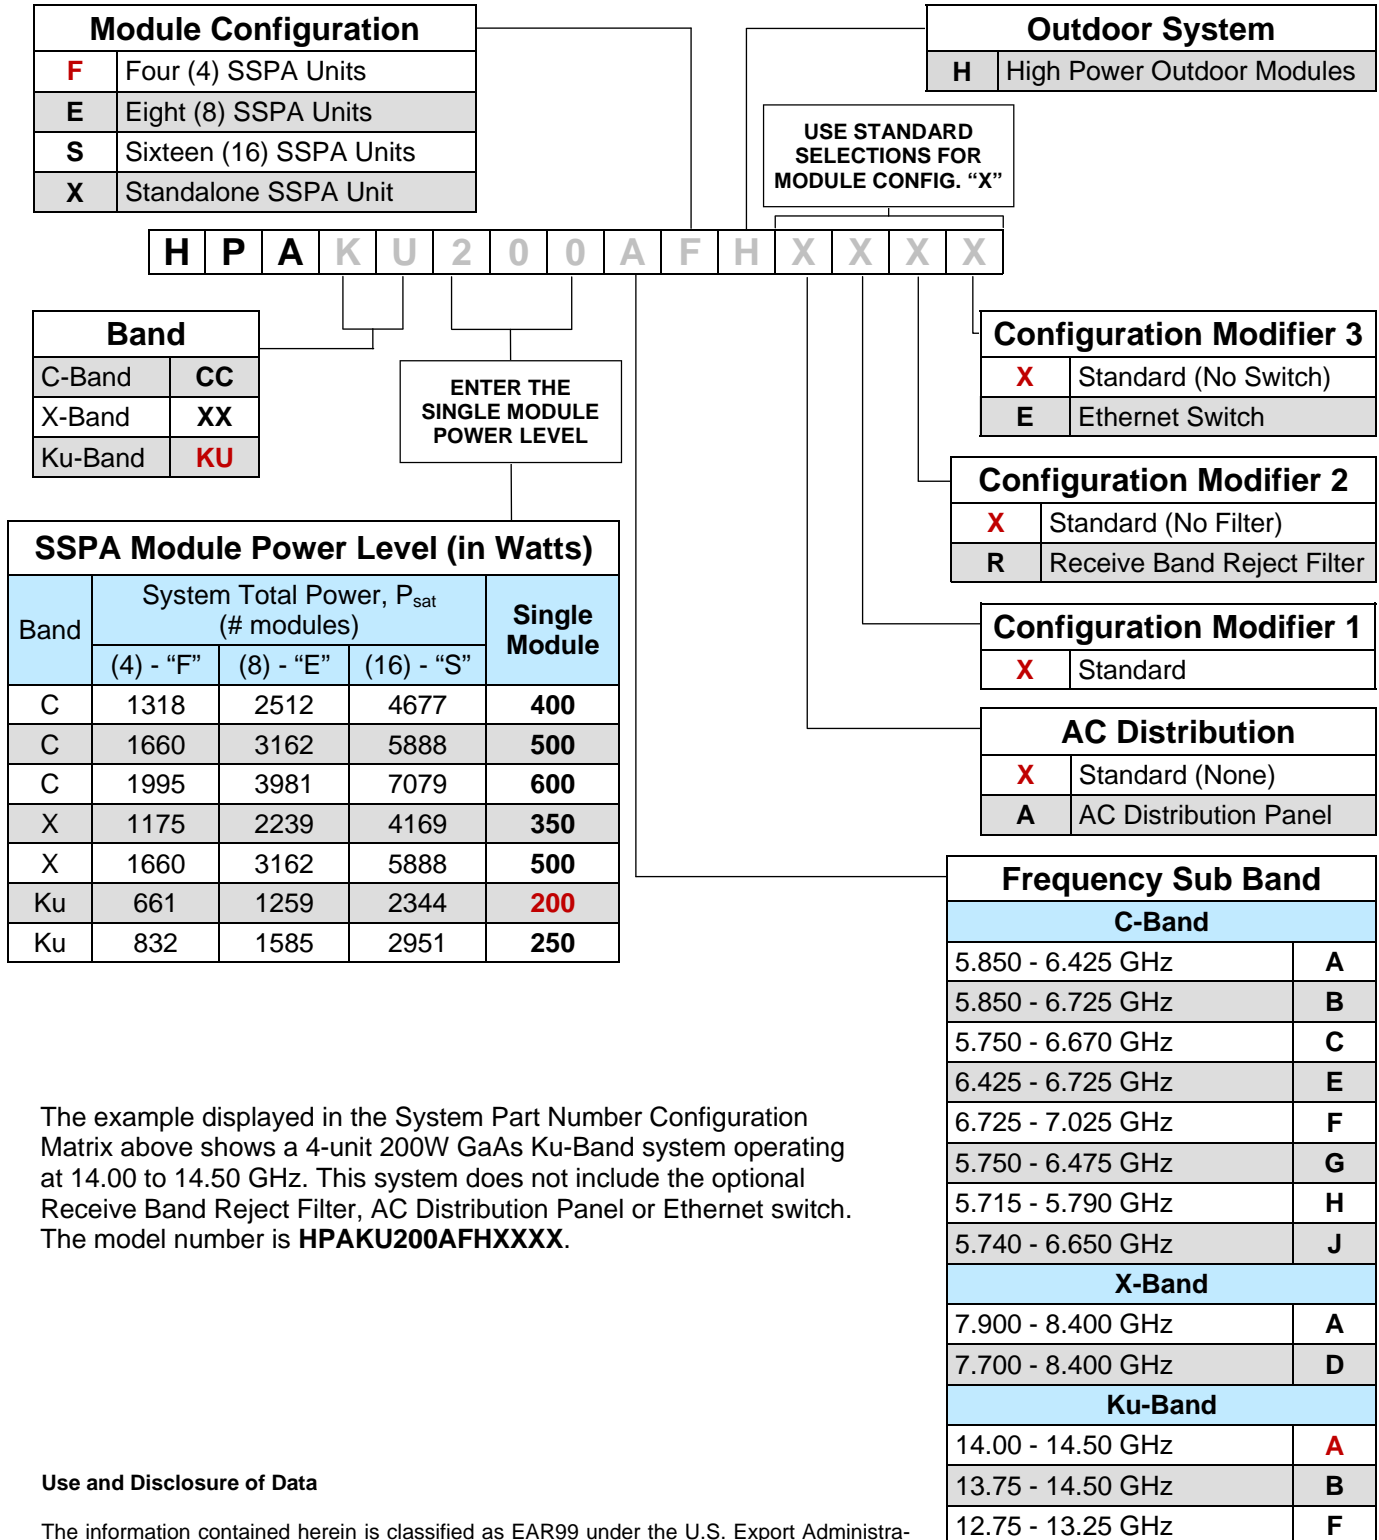 Module Configuration
F Four (4) SSPA Units
E Eight (8) SSPA Units
S Sixteen (16) SSPA Units
X Standalone SSPA Unit
Outdoor System
H High Power Outdoor Modules
USE STANDARD
SELECTIONS FOR
MODULE CONFIG. “X”
H P A K U 2 0 0 A F H X X X X
Band
C-Band CC
X-Band XX
Ku-Band KU
ENTER THE
SINGLE MODULE
POWER LEVEL
Configuration Modifier 3
X Standard (No Switch)
E Ethernet Switch
Configuration Modifier 2
X Standard (No Filter)
R Receive Band Reject Filter
Configuration Modifier 1
X Standard
AC Distribution
X Standard (None)
A AC Distribution Panel
SSPA Module Power Level (in Watts)
Band System Total Power, Psat (# modules) Single Module
(4) - “F” (8) - “E” (16) - “S”
C 1318 2512 4677 400
C 1660 3162 5888 500
C 1995 3981 7079 600
X 1175 2239 4169 350
X 1660 3162 5888 500
Ku 661 1259 2344 200
Ku 832 1585 2951 250
Frequency Sub Band
C-Band
5.850 - 6.425 GHz A
5.850 - 6.725 GHz B
5.750 - 6.670 GHz C
6.425 - 6.725 GHz E
6.725 - 7.025 GHz F
5.750 - 6.475 GHz G
5.715 - 5.790 GHz H
5.740 - 6.650 GHz J
X-Band
7.900 - 8.400 GHz A
7.700 - 8.400 GHz D
Ku-Band
14.00 - 14.50 GHz A
13.75 - 14.50 GHz B
12.75 - 13.25 GHz F
The example displayed in the System Part Number Configuration
Matrix above shows a 4-unit 200W GaAs Ku-Band system operating
at 14.00 to 14.50 GHz. This system does not include the optional
Receive Band Reject Filter, AC Distribution Panel or Ethernet switch.
The model number is HPAKU200AFHXXXX.
Use and Disclosure of Data
The information contained herein is classified as EAR99 under the U.S. Export Administra-